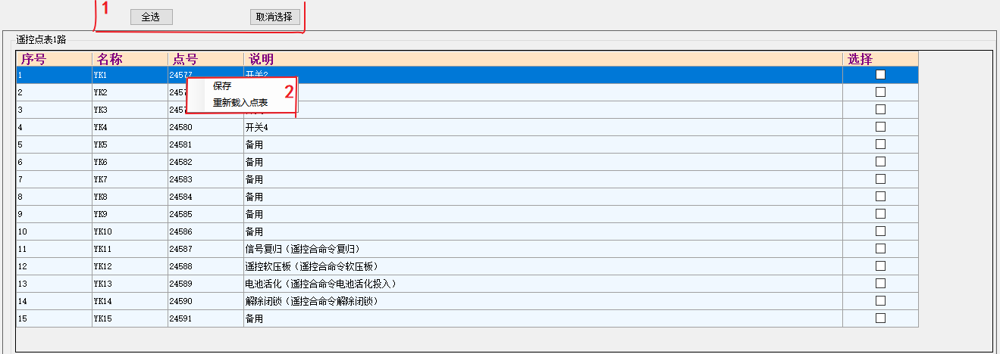 1
全选 取消选择
遥控点表1路
序号 名称 点号 说明 选择
1 YK1 24577 开关2
保存
2 YK2 2457
2
重新载入点表
3 YK3 2457
4 YK4 24580 开关4
5 YK5 24581 备用
6 YK6 24582 备用
7 YK7 24583 备用
8 YK8 24584 备用
9 YK9 24585 备用
10 YK10 24586 备用
11 YK11 24587 信号复归（遥控合命令复归）
12 YK12 24588 遥控软压板（遥控合命令软压板）
13 YK13 24589 电池活化（遥控合命令电池活化投入）
14 YK14 24590 解除闭锁（遥控合命令解除闭锁）
15 YK15 24591 备用